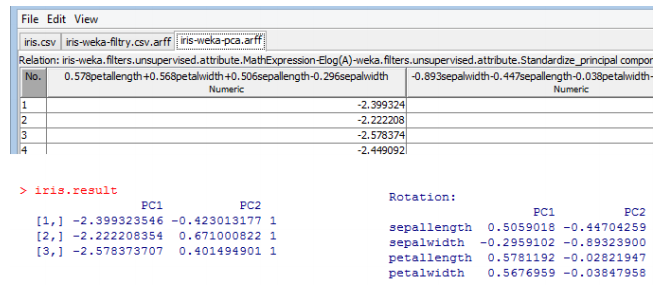 File Edit View
iris.csv iris-weka-filtry.csv.arff iris-weka-pca.arff
Relation: iris-weka.filters.unsupervised.attribute.MathExpression-Elog(A)-weka.filters.unsupervised.attribute.Standardize_principal compor
No. 0.578petallength+0.568petalwidth+0.506sepallength-0.296sepalwidth -0.893sepalwidth-0.447sepallength-0.038petalwidth-
Numeric Numeric
1 -2.399324
2 -2.222208
3 -2.578374
4 -2.449092
> iris.result
PC1 PC2
[1,] -2.399323546 -0.423013177 1
[2,] -2.222208354 0.671000822 1
[3,] -2.578373707 0.401494901 1
Rotation:
PC1 PC2
sepallength 0.5059018 -0.44704259
sepalwidth -0.2959102 -0.89323900
petallength 0.5781192 -0.02821947
petalwidth 0.5676959 -0.03847958